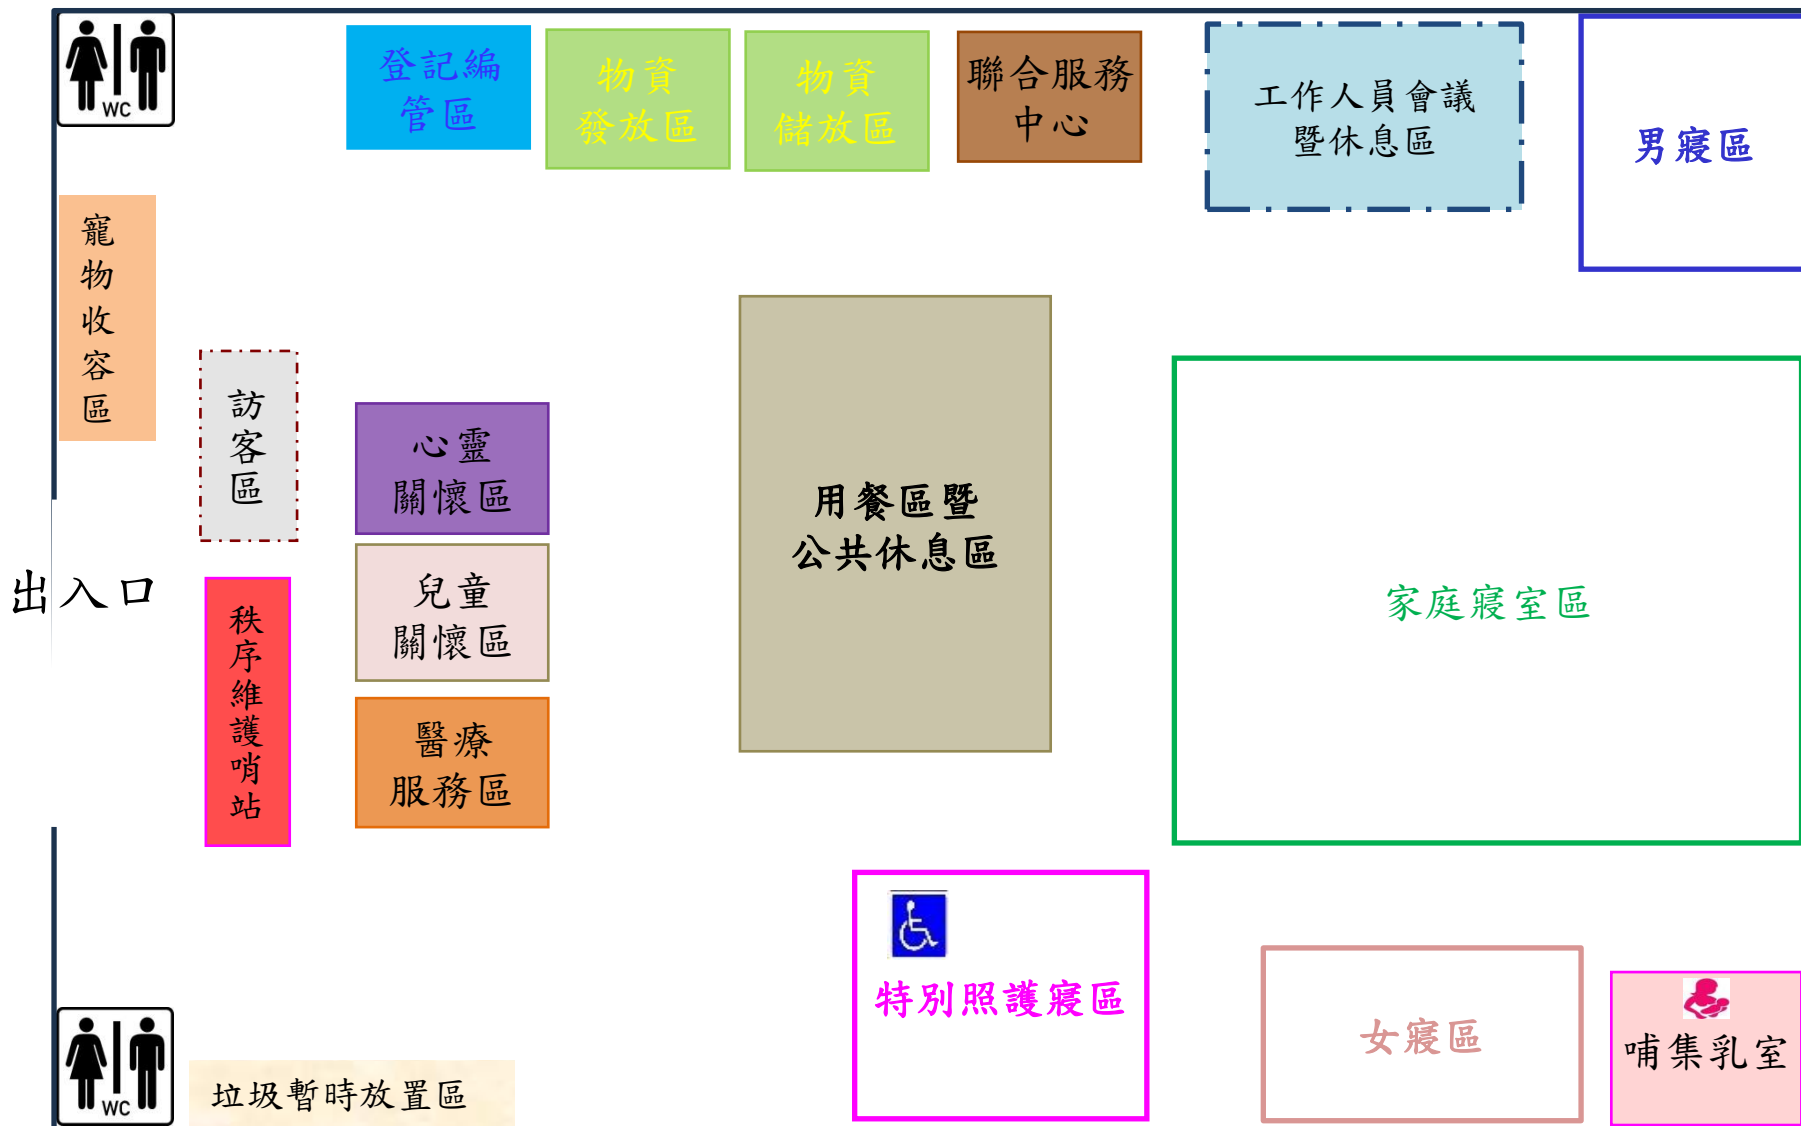 WC
登記編
管區
物資
發放區
物資
儲放區
聯合服務
中心
工作人員會議
暨休息區
男寢區
寵物收容區
訪客區
心靈
關懷區
用餐區暨
公共休息區
出入口
兒童
關懷區
家庭寢室區
秩序維護哨站
醫療
服務區
特別照護寢區
女寢區
哺集乳室
WC
垃圾暫時放置區